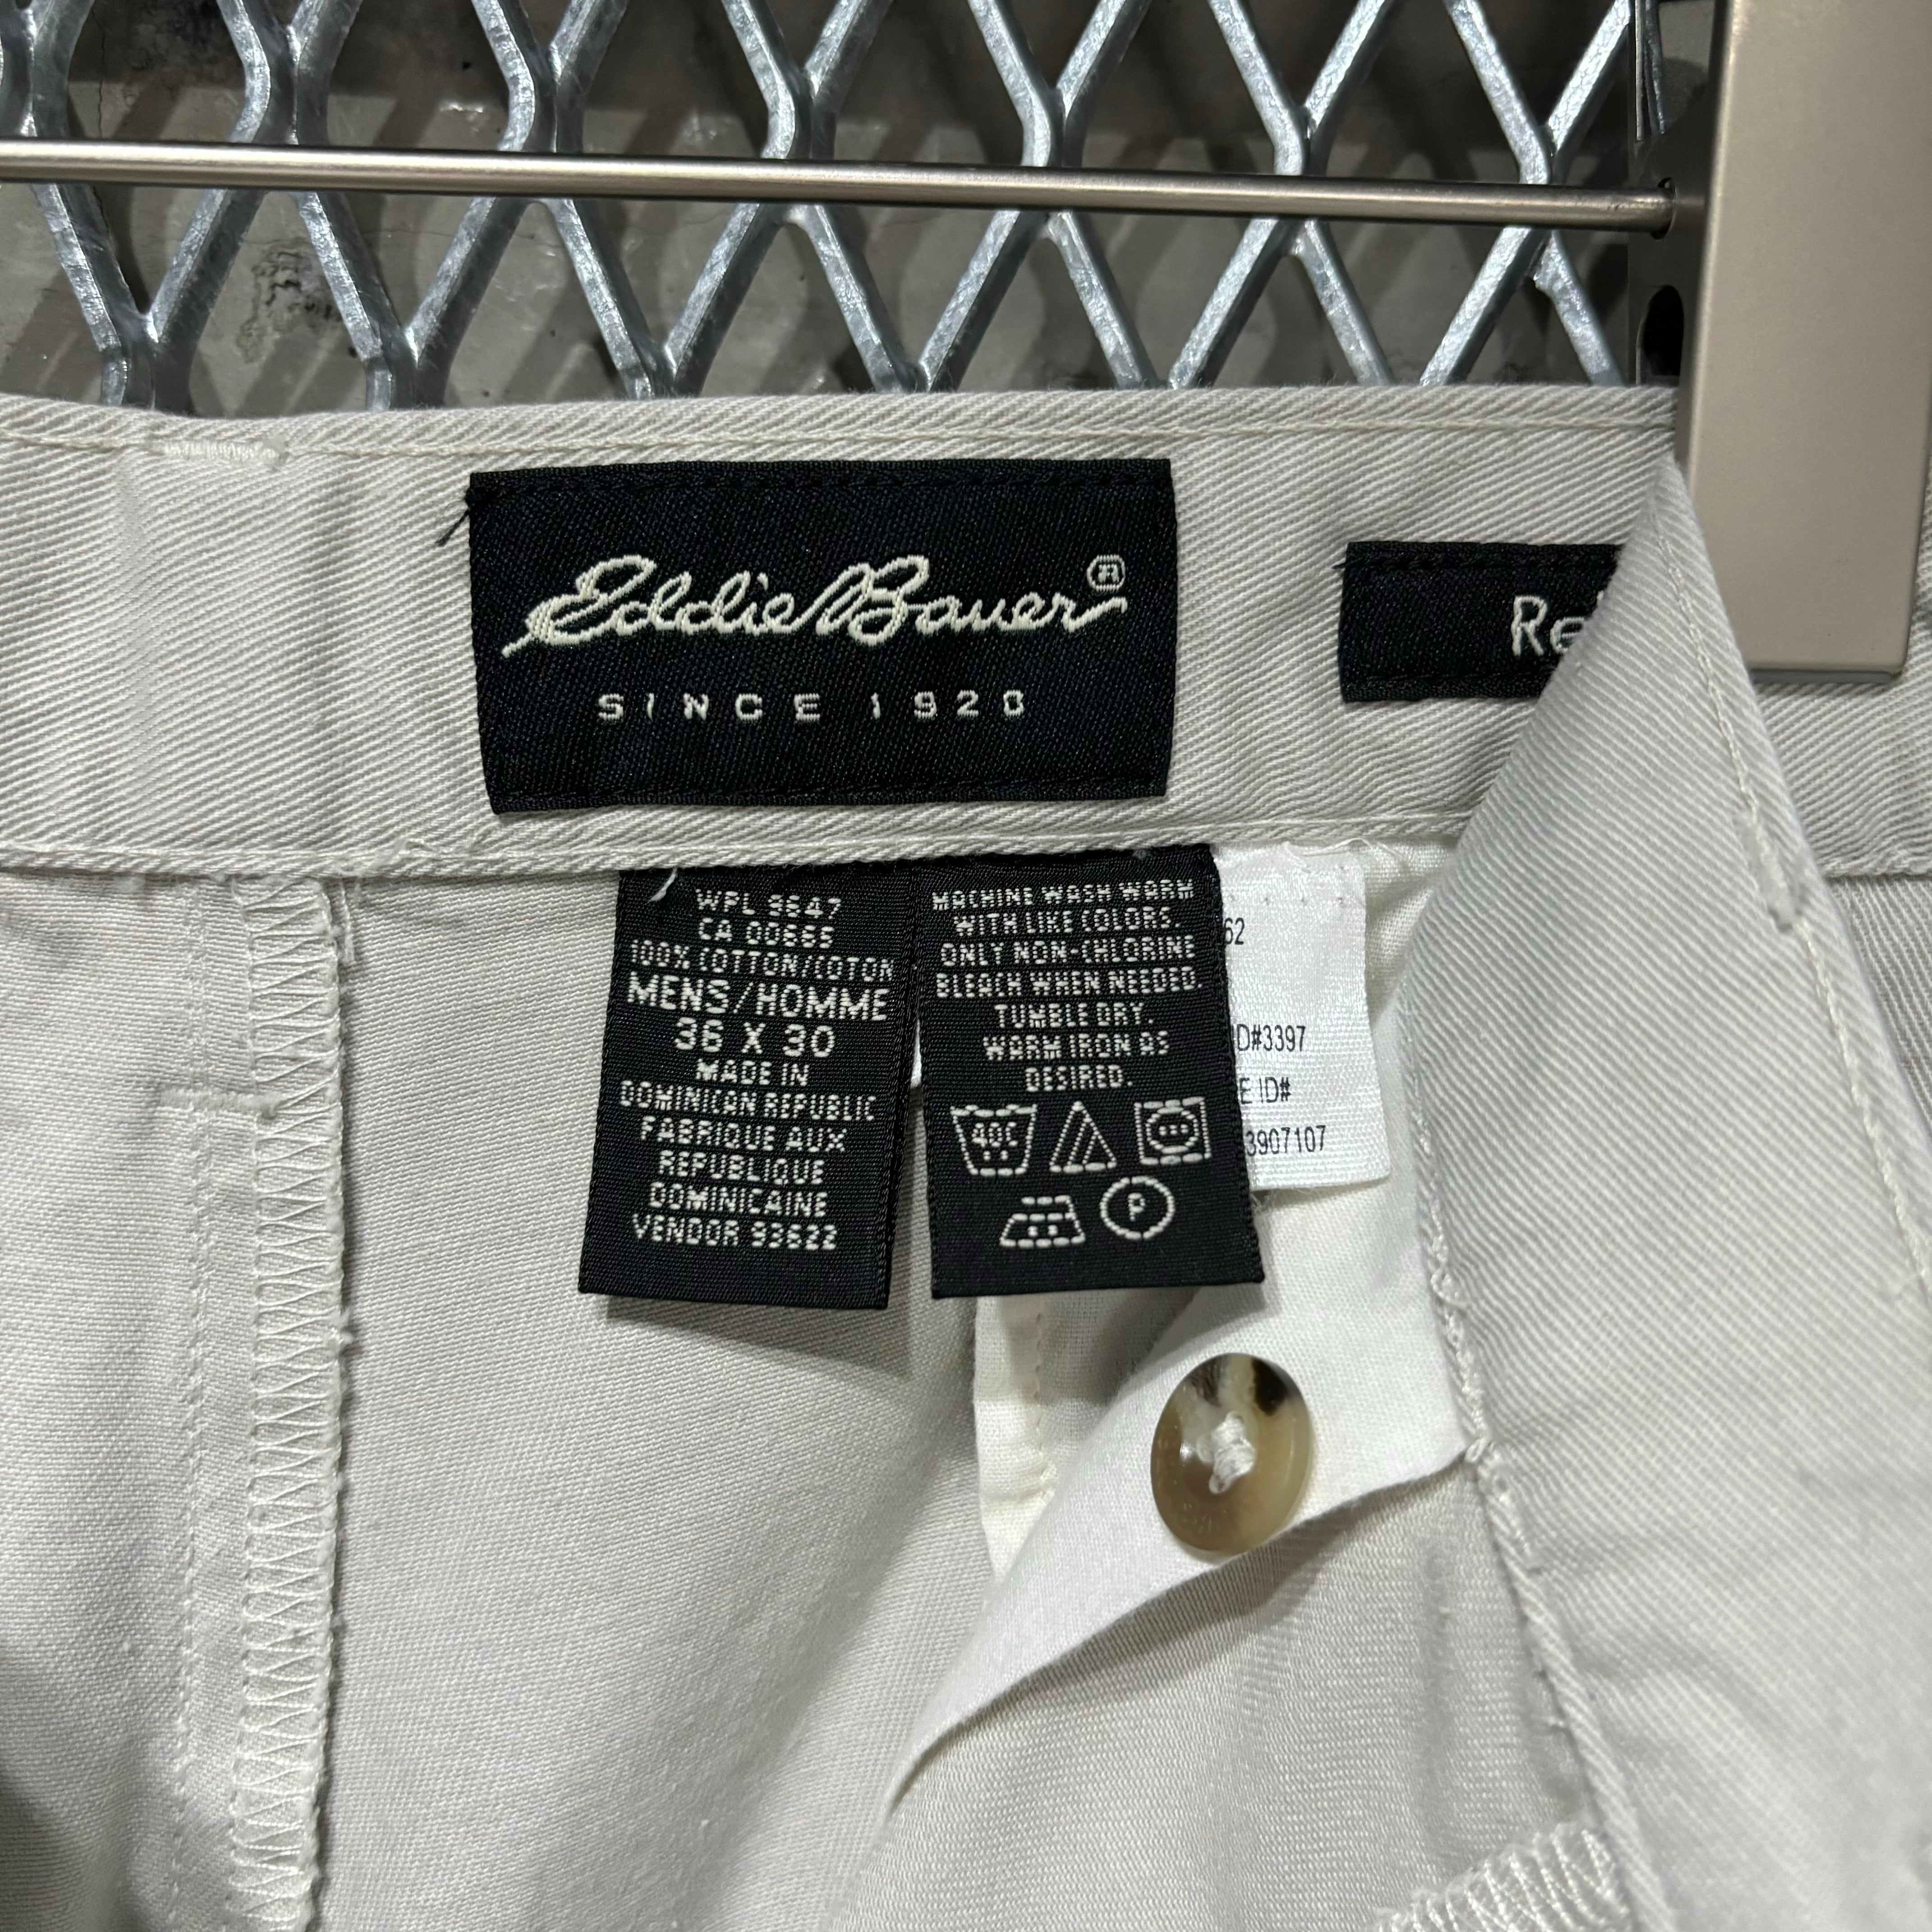 Eddie Bauer®
SINCE 1920
WPL 9647
CA 00665
100% COTTON/COTON
MENS/HOMME
36 X 30
MADE IN
DOMINICAN REPUBLIC
FABRIQUE AUX
REPUBLIQUE
DOMINICAINE
VENDOR 93622
MACHINE WASH WARM
WITH LIKE COLORS.
ONLY NON-CHLORINE
BLEACH WHEN NEEDED.
TUMBLE DRY.
WARM IRON AS
DESIRED.
40C
P
62
ID#3397
E ID#
3907107